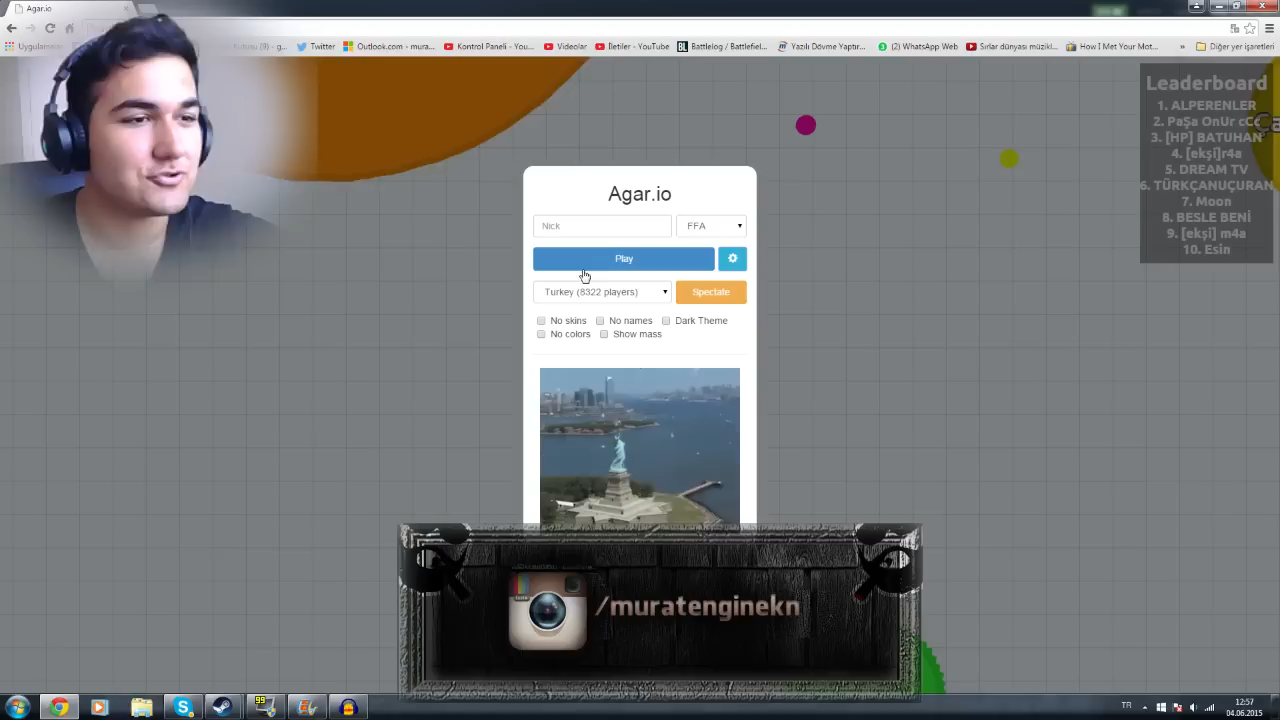 Agar.io
Uygulamalar
(9) - g...
Twitter
Outlook.com - mura...
Kontrol Paneli - You...
Videolar
İletiler - YouTube
BL Battlelog / Battlefiel...
Yazılı Dövme Yaptır...
(2) WhatsApp Web
Sırlar dünyası müzikl...
How I Met Your Mot...
»
Diğer yer işaretleri
Leaderboard
1. ALPERENLER
2. PaŞa OnUr cCc
3. [HP] BATUHAN
4. [ekşi]r4a
5. DREAM TV
6. TÜRKÇANUÇURAN
7. Moon
8. BESLE BENİ
9. [ekşi] m4a
10. Esin
Agar.io
Nick
FFA
Play
Turkey (8322 players)
Spectate
No skins
No names
Dark Theme
No colors
Show mass
/muratenginekn
99
TR
12:57
04.06.2015